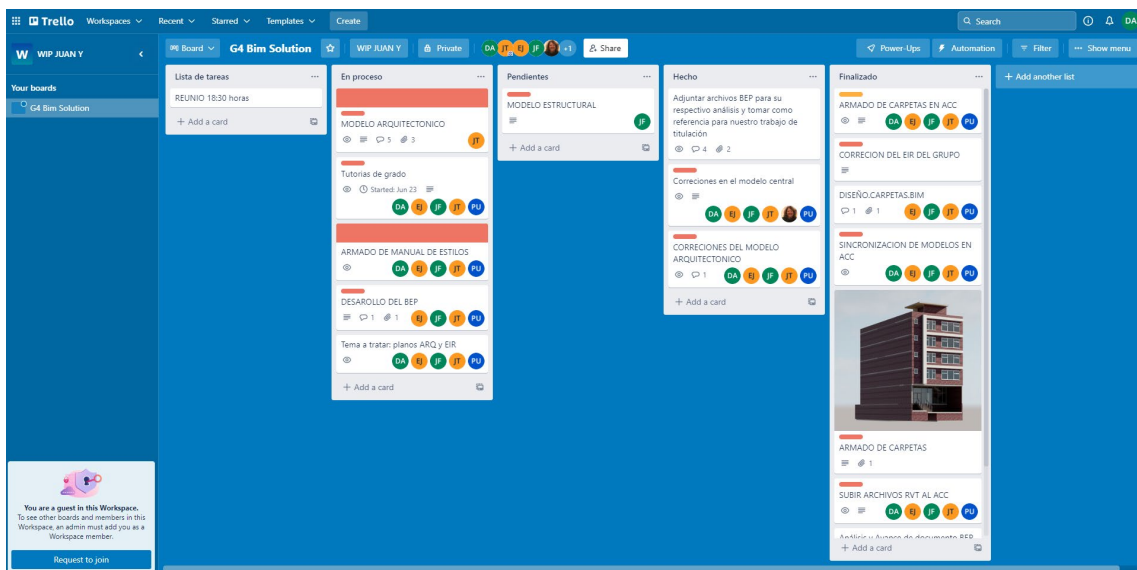 Trello Workspaces Recent Starred Templates Create Search DA
W WIP JUAN Y
Board G4 Bim Solution WIP JUAN Y Private DA JT EJ JF +1 Share Power-Ups Automation Filter Show menu
Your boards
G4 Bim Solution
You are a guest in this Workspace.
To see other boards and members in this
Workspace, an admin must add you as a
Workspace member.
Request to join
Lista de tareas
REUNIO 18:30 horas
+ Add a card
En proceso
MODELO ARQUITECTONICO
5 3 JT
Tutorias de grado
Started: Jun 23
DA EJ JF JT PU
ARMADO DE MANUAL DE ESTILOS
DA EJ JF JT PU
DESAROLLO DEL BEP
1 1 EJ JF JT PU
Tema a tratar: planos ARQ y EIR
DA EJ JF JT PU
+ Add a card
Pendientes
MODELO ESTRUCTURAL
JF
+ Add a card
Hecho
Adjuntar archivos BEP para su
respectivo análisis y tomar como
referencia para nuestro trabajo de
titulación
4 2
Correciones en el modelo central
DA EJ JF JT PU
CORRECIONES DEL MODELO
ARQUITECTONICO
1 DA EJ JF JT PU
+ Add a card
Finalizado
ARMADO DE CARPETAS EN ACC
DA EJ JF JT PU
CORRECION DEL EIR DEL GRUPO
DISEÑO.CARPETAS.BIM
1 1 EJ JF JT PU
SINCRONIZACION DE MODELOS EN
ACC
DA EJ JF JT PU
ARMADO DE CARPETAS
1
SUBIR ARCHIVOS RVT AL ACC
DA EJ JF JT PU
Análisis y Avance de documento BEP
+ Add a card
+ Add another list